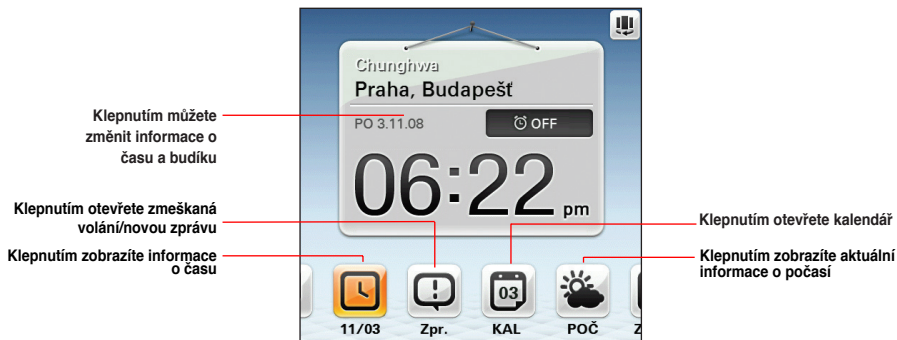 Chunghwa
Praha, Budapešť
PO 3.11.08
OFF
06:22 pm
Klepnutím můžete
změnit informace o
času a budíku
Klepnutím otevřete zmeškaná
volání/novou zprávu
Klepnutím zobrazíte informace
o času
Klepnutím otevřete kalendář
Klepnutím zobrazíte aktuální
informace o počasí
03
11/03
Zpr.
KAL
POČ
Z